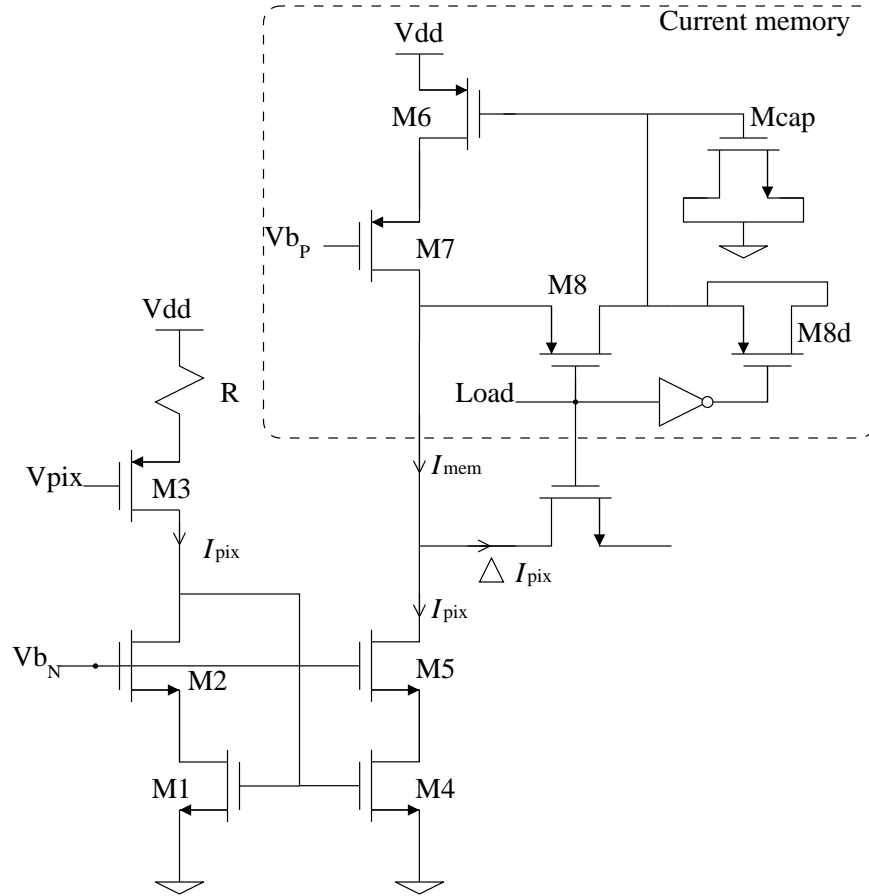 Current memory
Vdd
M6
Mcap
Vb_P
M7
M8
Vdd
M8d
R
Load
Vpix
M3
I_mem
I_pix
△ I_pix
I_pix
Vb_N
M2
M5
M1
M4